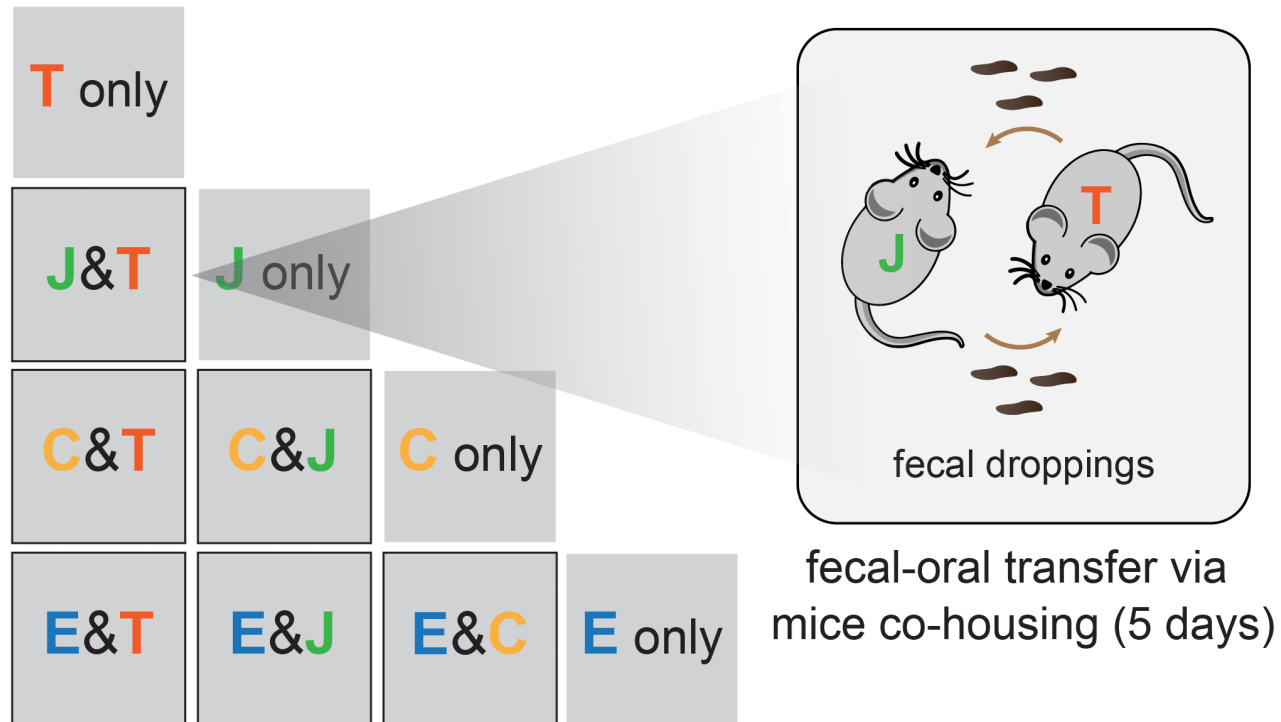 T only
J&T
J only
C&T
C&J
C only
E&T
E&J
E&C
E only
T
J
fecal droppings
fecal-oral transfer via
mice co-housing (5 days)